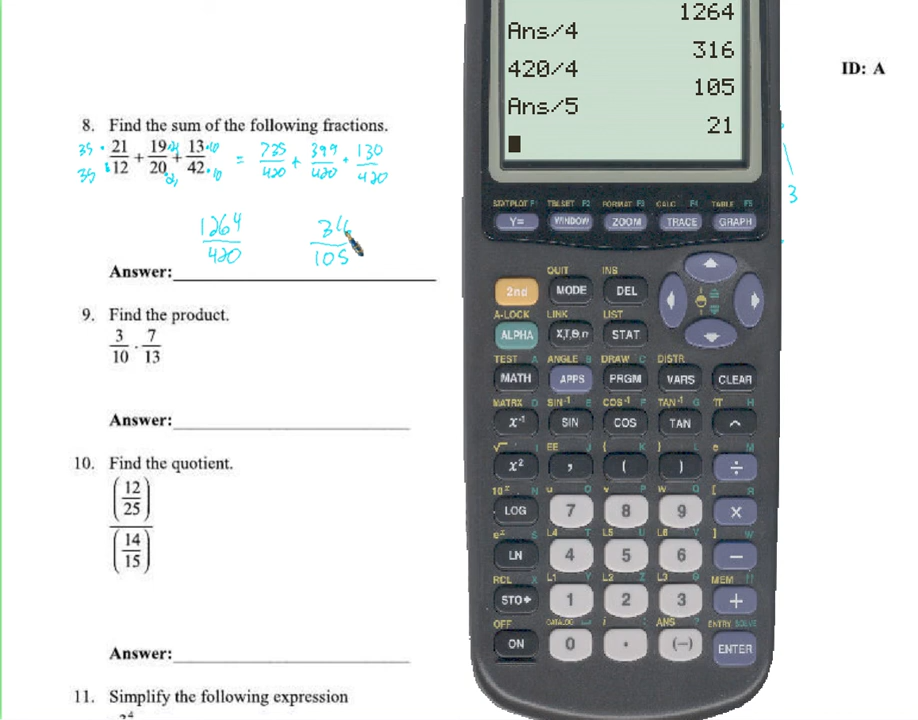 ID: A
8. Find the sum of the following fractions.
35 · 21/12 · 35 + 19 · 21/20 · 21 + 13 · 10/42 · 10 = 735/420 + 399/420 + 130/420
1264/420 316/105
3
Answer:
9. Find the product.
3/10 · 7/13
Answer:
10. Find the quotient.
(12/25)
(14/15)
Answer:
11. Simplify the following expression
1264
Ans/4
316
420/4
105
Ans/5
21
STATPLOT F1 TBLSET F2 FORMAT F3 CALC F4 TABLE F5
Y= WINDOW ZOOM TRACE GRAPH
QUIT INS
2nd MODE DEL
A-LOCK LINK LIST
ALPHA X,T,θ,n STAT
TEST A ANGLE B DRAW C DISTR
MATH APPS PRGM VARS CLEAR
MATRX D SIN-1 E COS-1 F TAN-1 G π H
x-1 SIN COS TAN ^
√ I EE J { K } L e M
x² , ( ) ÷
10x N u O v P w Q [ R
LOG 7 8 9 ×
ex S L4 T L5 U L6 V ] W
LN 4 5 6 −
RCL X L1 Y L2 Z L3 θ MEM "
STO➔ 1 2 3 +
OFF CATALOG i : ANS ? ENTRY SOLVE
ON 0 . (−) ENTER